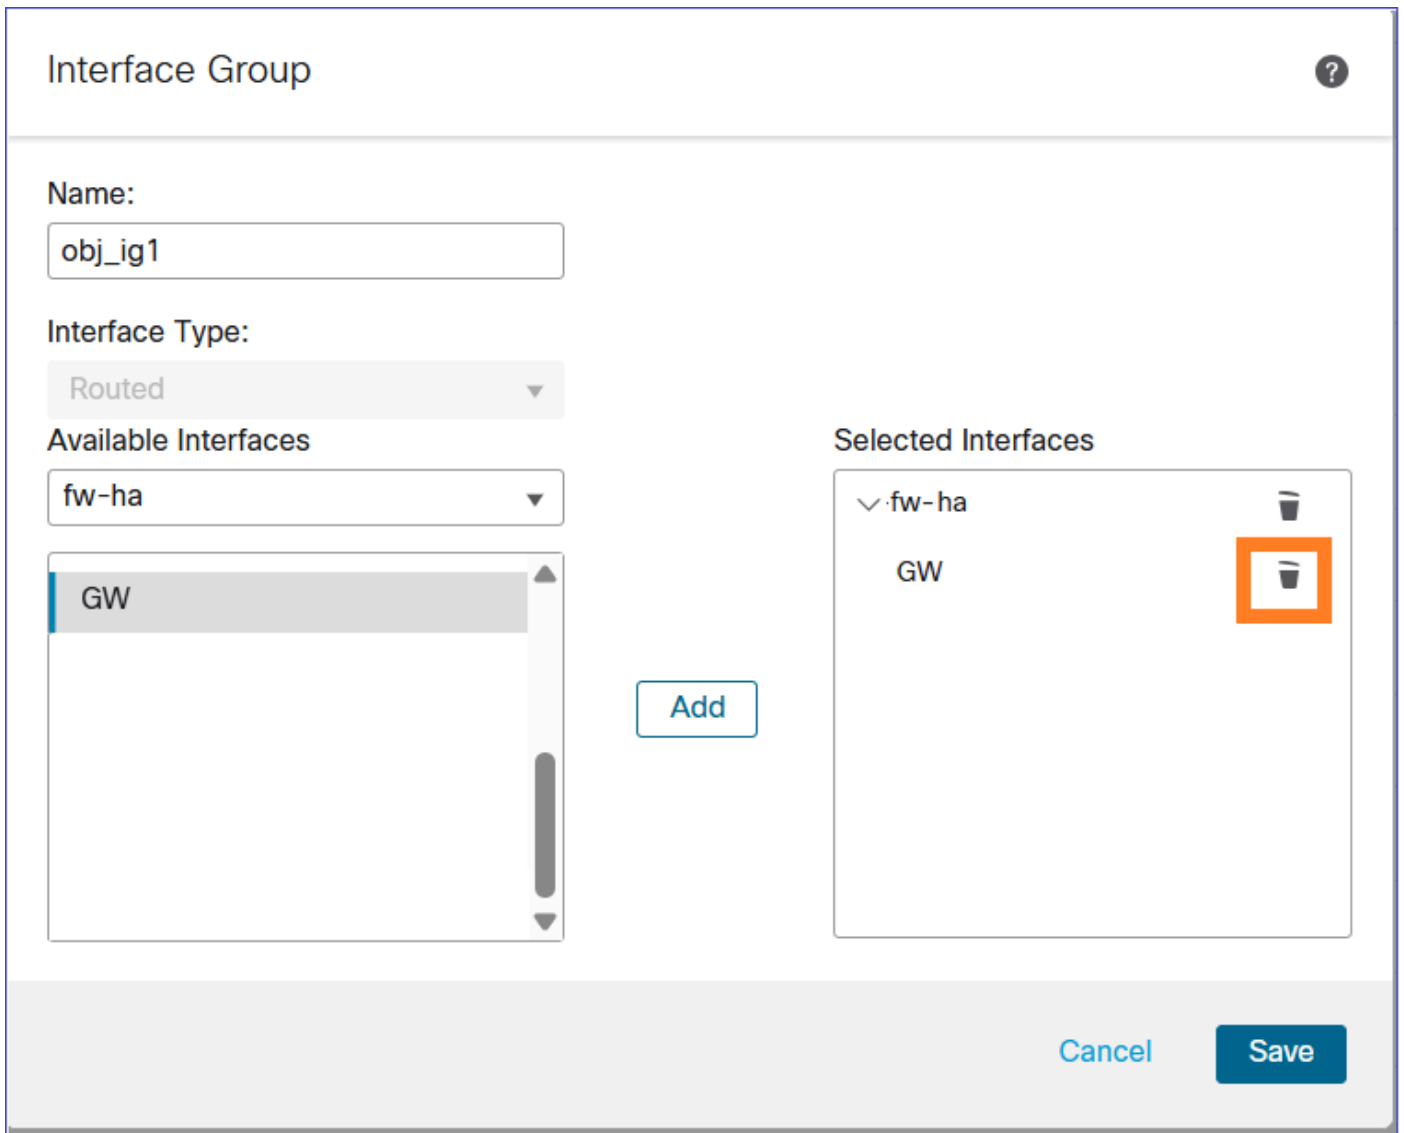 Interface Group
?
Name:
obj_ig1
Interface Type:
Routed
Available Interfaces
fw-ha
GW
Add
Selected Interfaces
fw-ha
GW
Cancel
Save